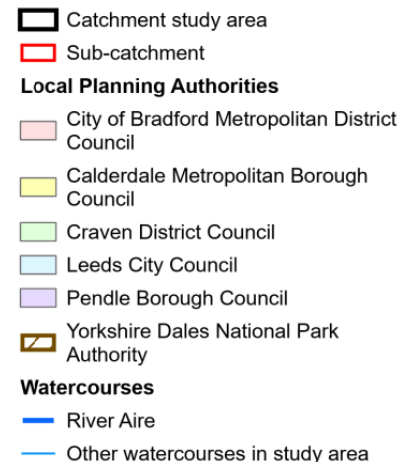 Catchment study area
Sub-catchment
Local Planning Authorities
City of Bradford Metropolitan District
Council
Calderdale Metropolitan Borough
Council
Craven District Council
Leeds City Council
Pendle Borough Council
Yorkshire Dales National Park
Authority
Watercourses
River Aire
Other watercourses in study area